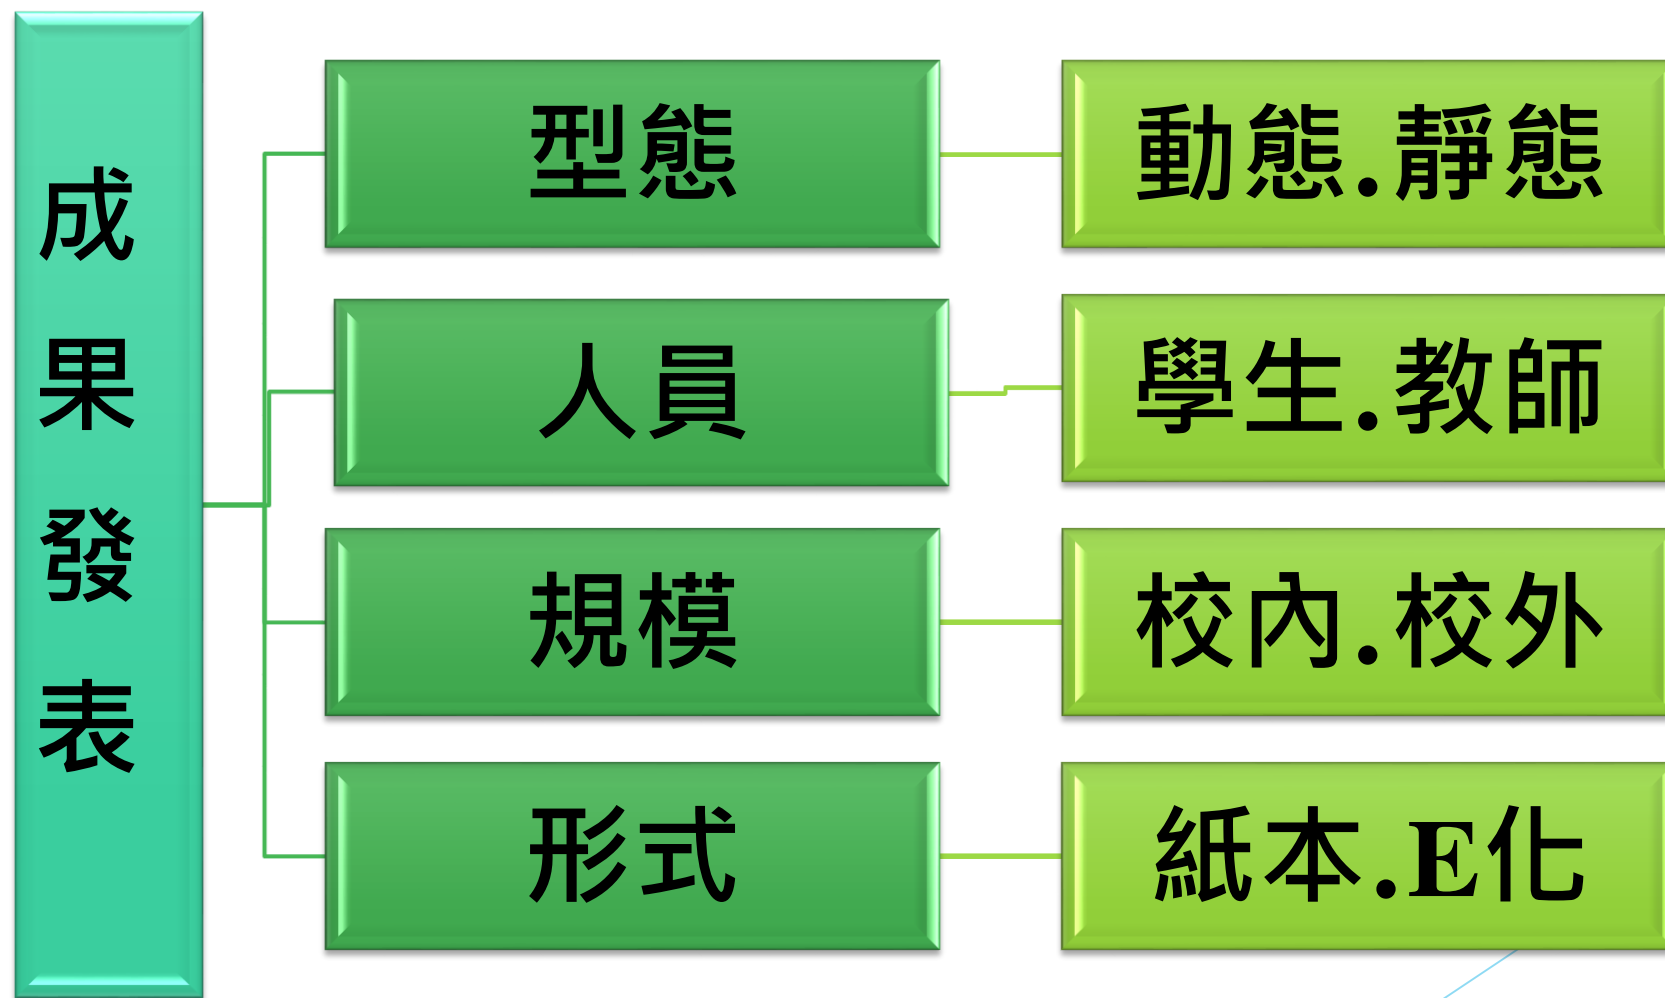 成
果
發
表
型態
動態.靜態
人員
學生.教師
規模
校內.校外
形式
紙本.E化